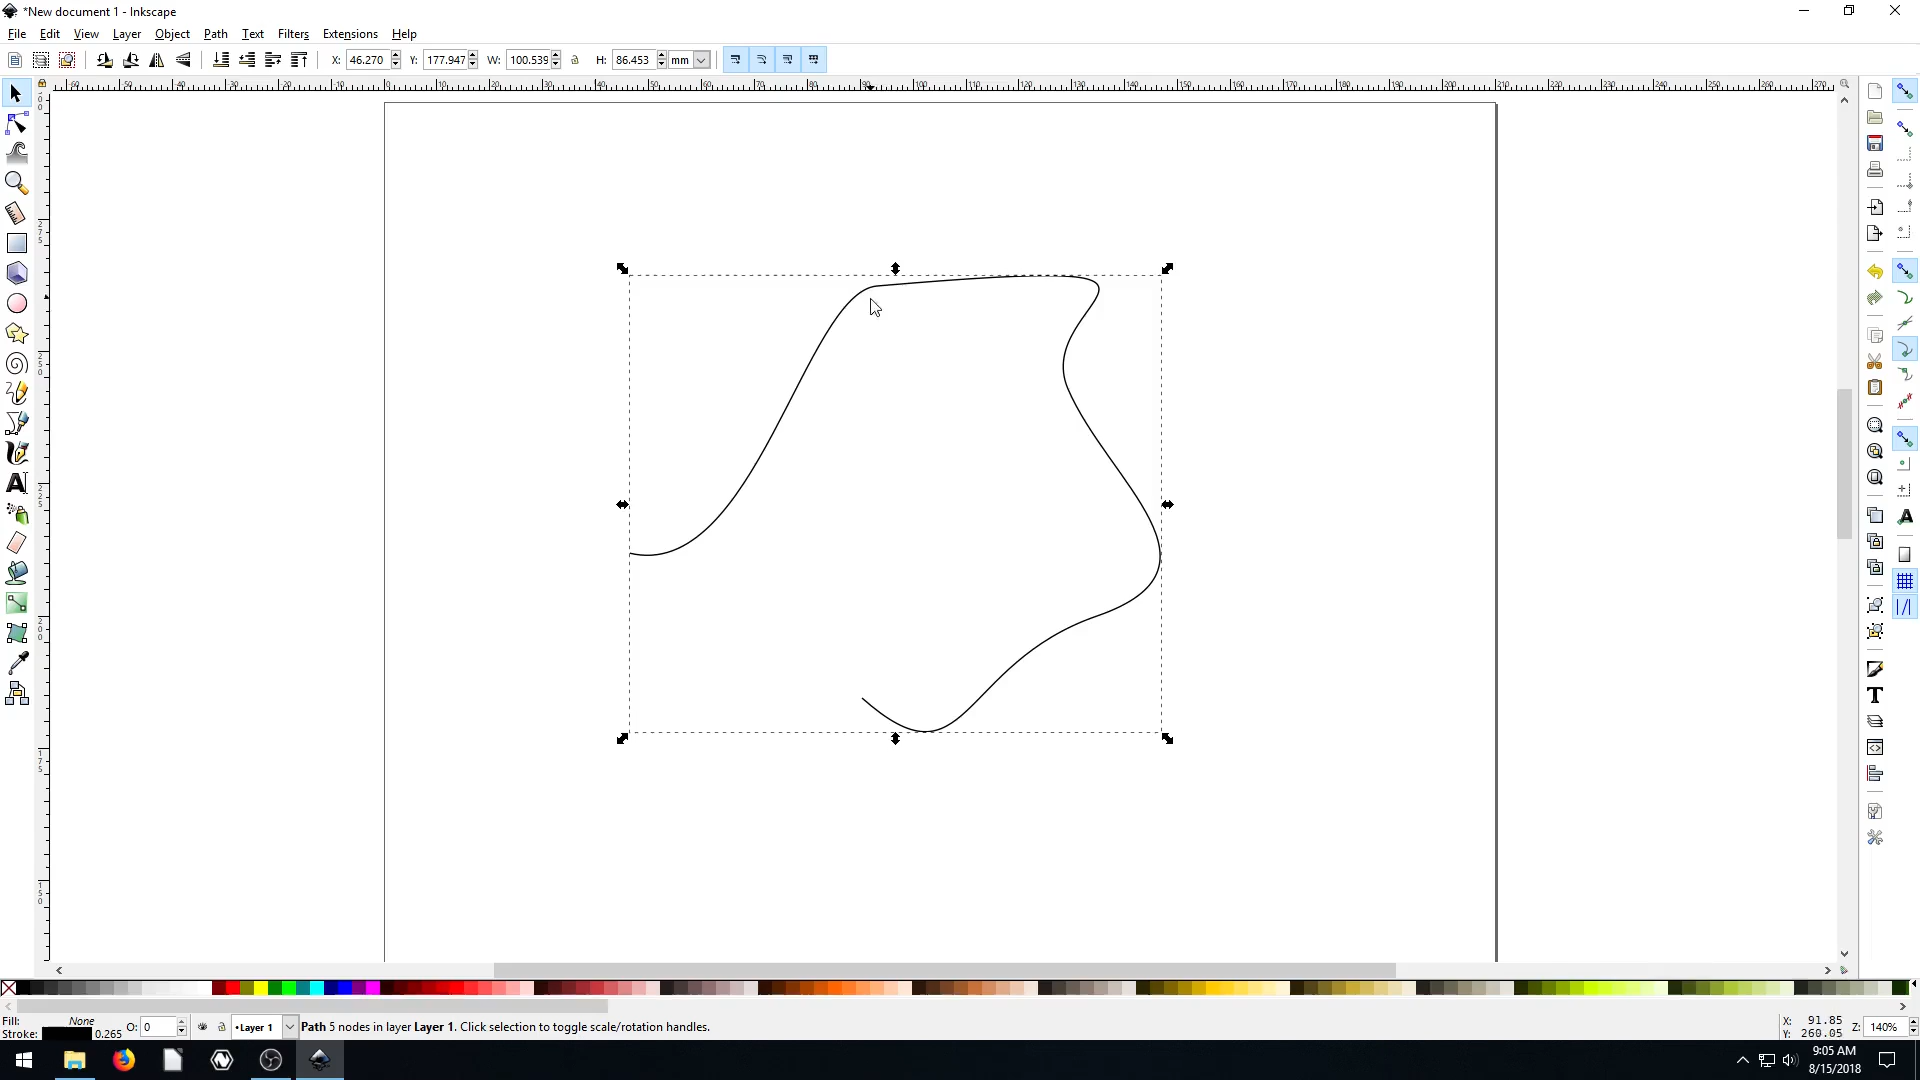 *New document 1 - Inkscape
File Edit View Layer Object Path Text Filters Extensions Help
X: 46.270 Y: 177.947 W: 100.539 H: 86.453 mm
Fill: None O: 0 •Layer 1 Path 5 nodes in layer Layer 1. Click selection to toggle scale/rotation handles. X: 91.85 Z: 140%
Stroke: 0.265 Y: 260.05
9:05 AM
8/15/2018